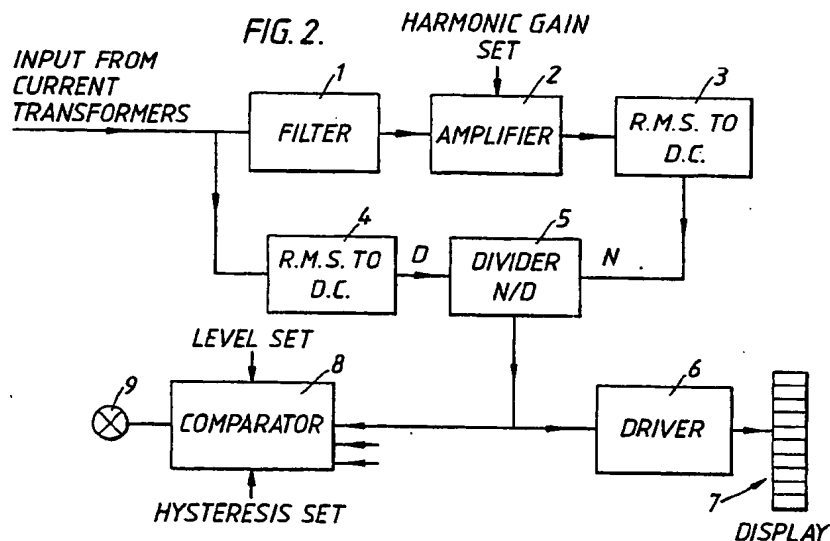 FIG. 2.
HARMONIC GAIN
SET
INPUT FROM
CURRENT
TRANSFORMERS
1
FILTER
2
AMPLIFIER
3
R.M.S. TO
D.C.
4
R.M.S. TO
D.C.
D
5
DIVIDER
N/D
N
LEVEL SET
9
8
COMPARATOR
HYSTERESIS SET
6
DRIVER
7
DISPLAY